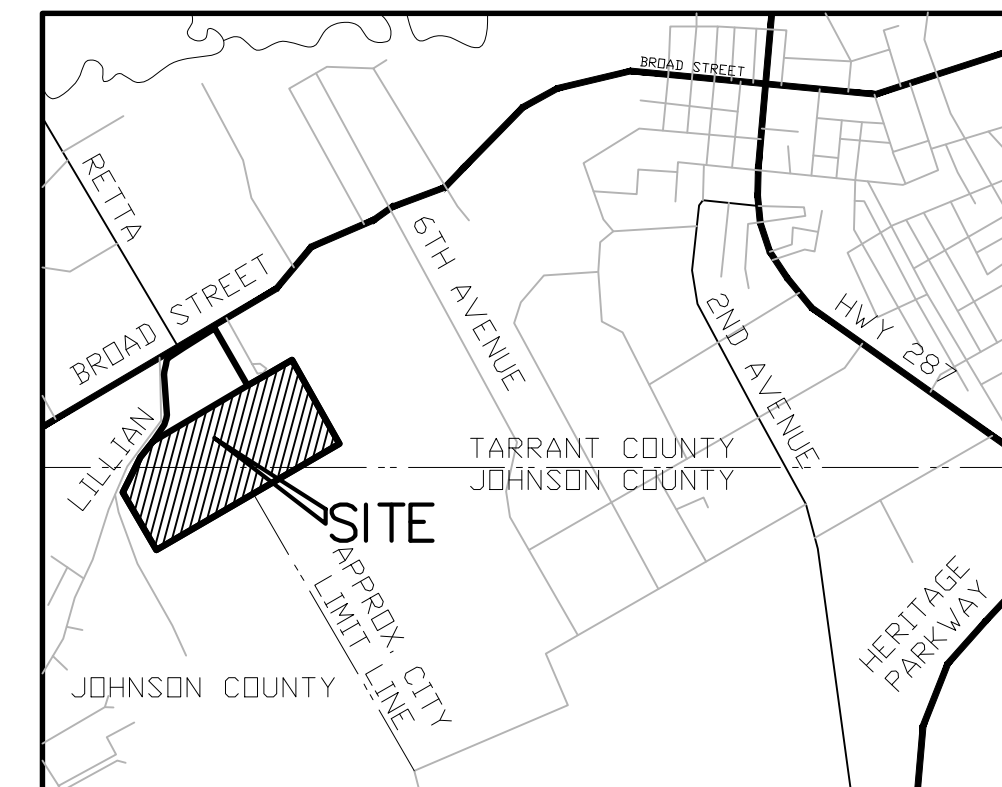 BROAD STREET
RETTA
6TH AVENUE
BROAD STREET
2ND AVENUE
HWY 287
LILLIAN
TARRANT COUNTY
JOHNSON COUNTY
SITE
APPROX. CITY
LIMIT LINE
HERITAGE
PARKWAY
JOHNSON COUNTY